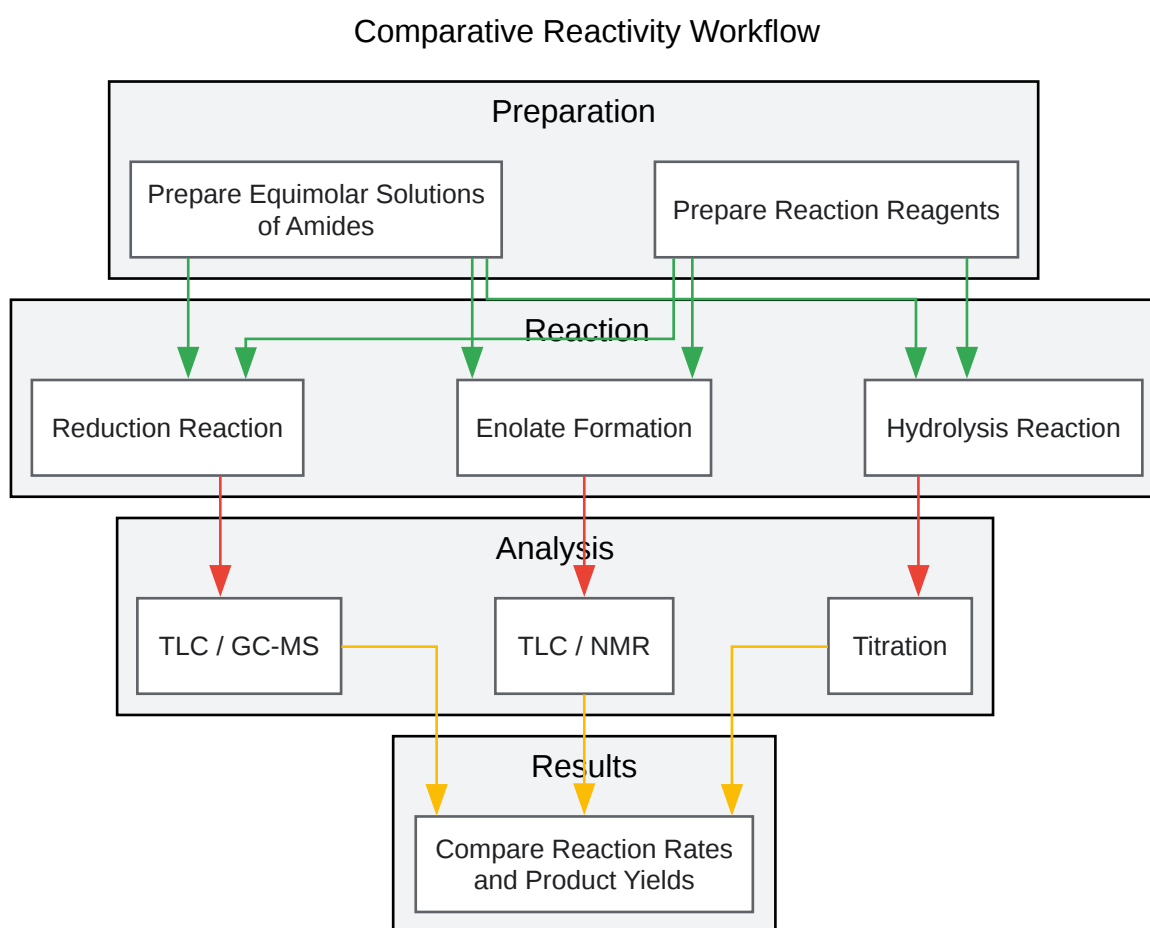 Comparative Reactivity Workflow
Preparation
Prepare Equimolar Solutions
of Amides
Prepare Reaction Reagents
Reaction
Reduction Reaction
Enolate Formation
Hydrolysis Reaction
Analysis
TLC / GC-MS
TLC / NMR
Titration
Results
Compare Reaction Rates
and Product Yields